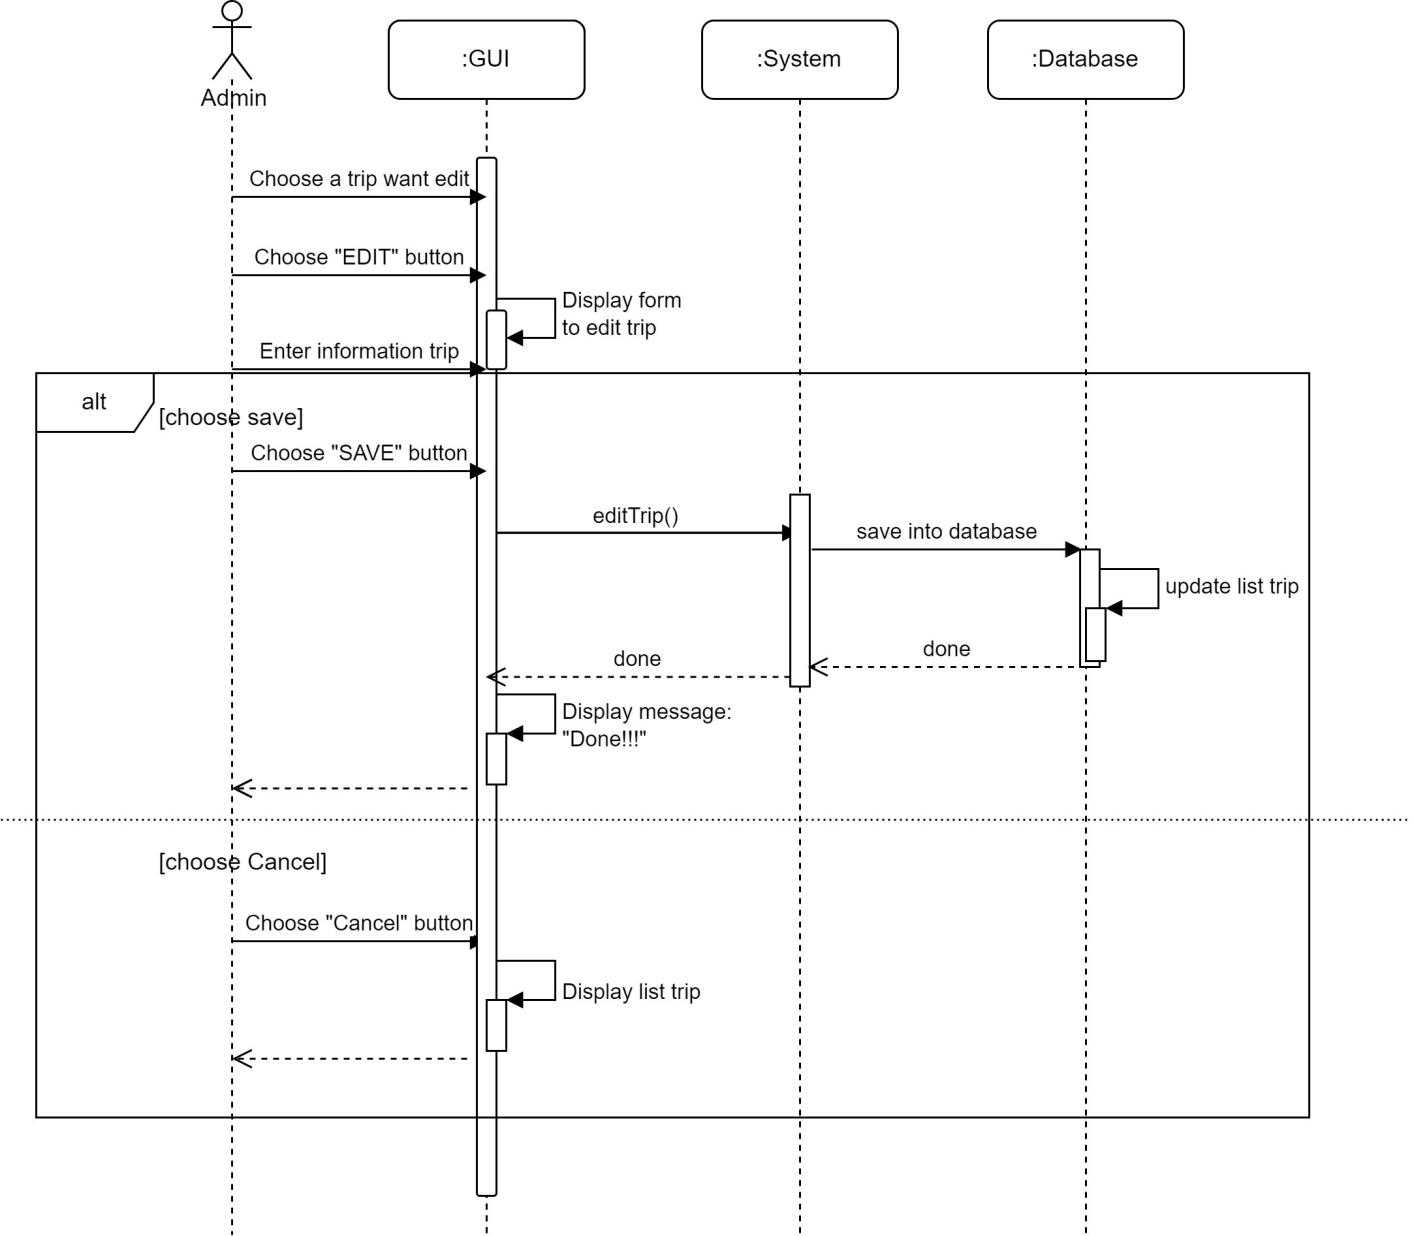 Admin
:GUI
:System
:Database
Choose a trip want edit
Choose "EDIT" button
Display form
to edit trip
Enter information trip
alt
[choose save]
Choose "SAVE" button
editTrip()
save into database
update list trip
done
done
Display message:
"Done!!!"
[choose Cancel]
Choose "Cancel" button
Display list trip